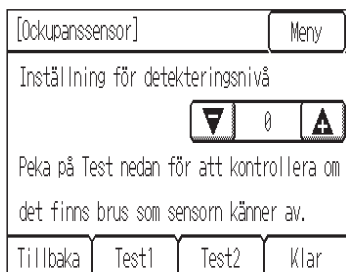 [Ockupanssensor] Meny
Inställning för detekteringsnivå
0
Peka på Test nedan för att kontrollera om
det finns brus som sensorn känner av.
Tillbaka Test1 Test2 Klar